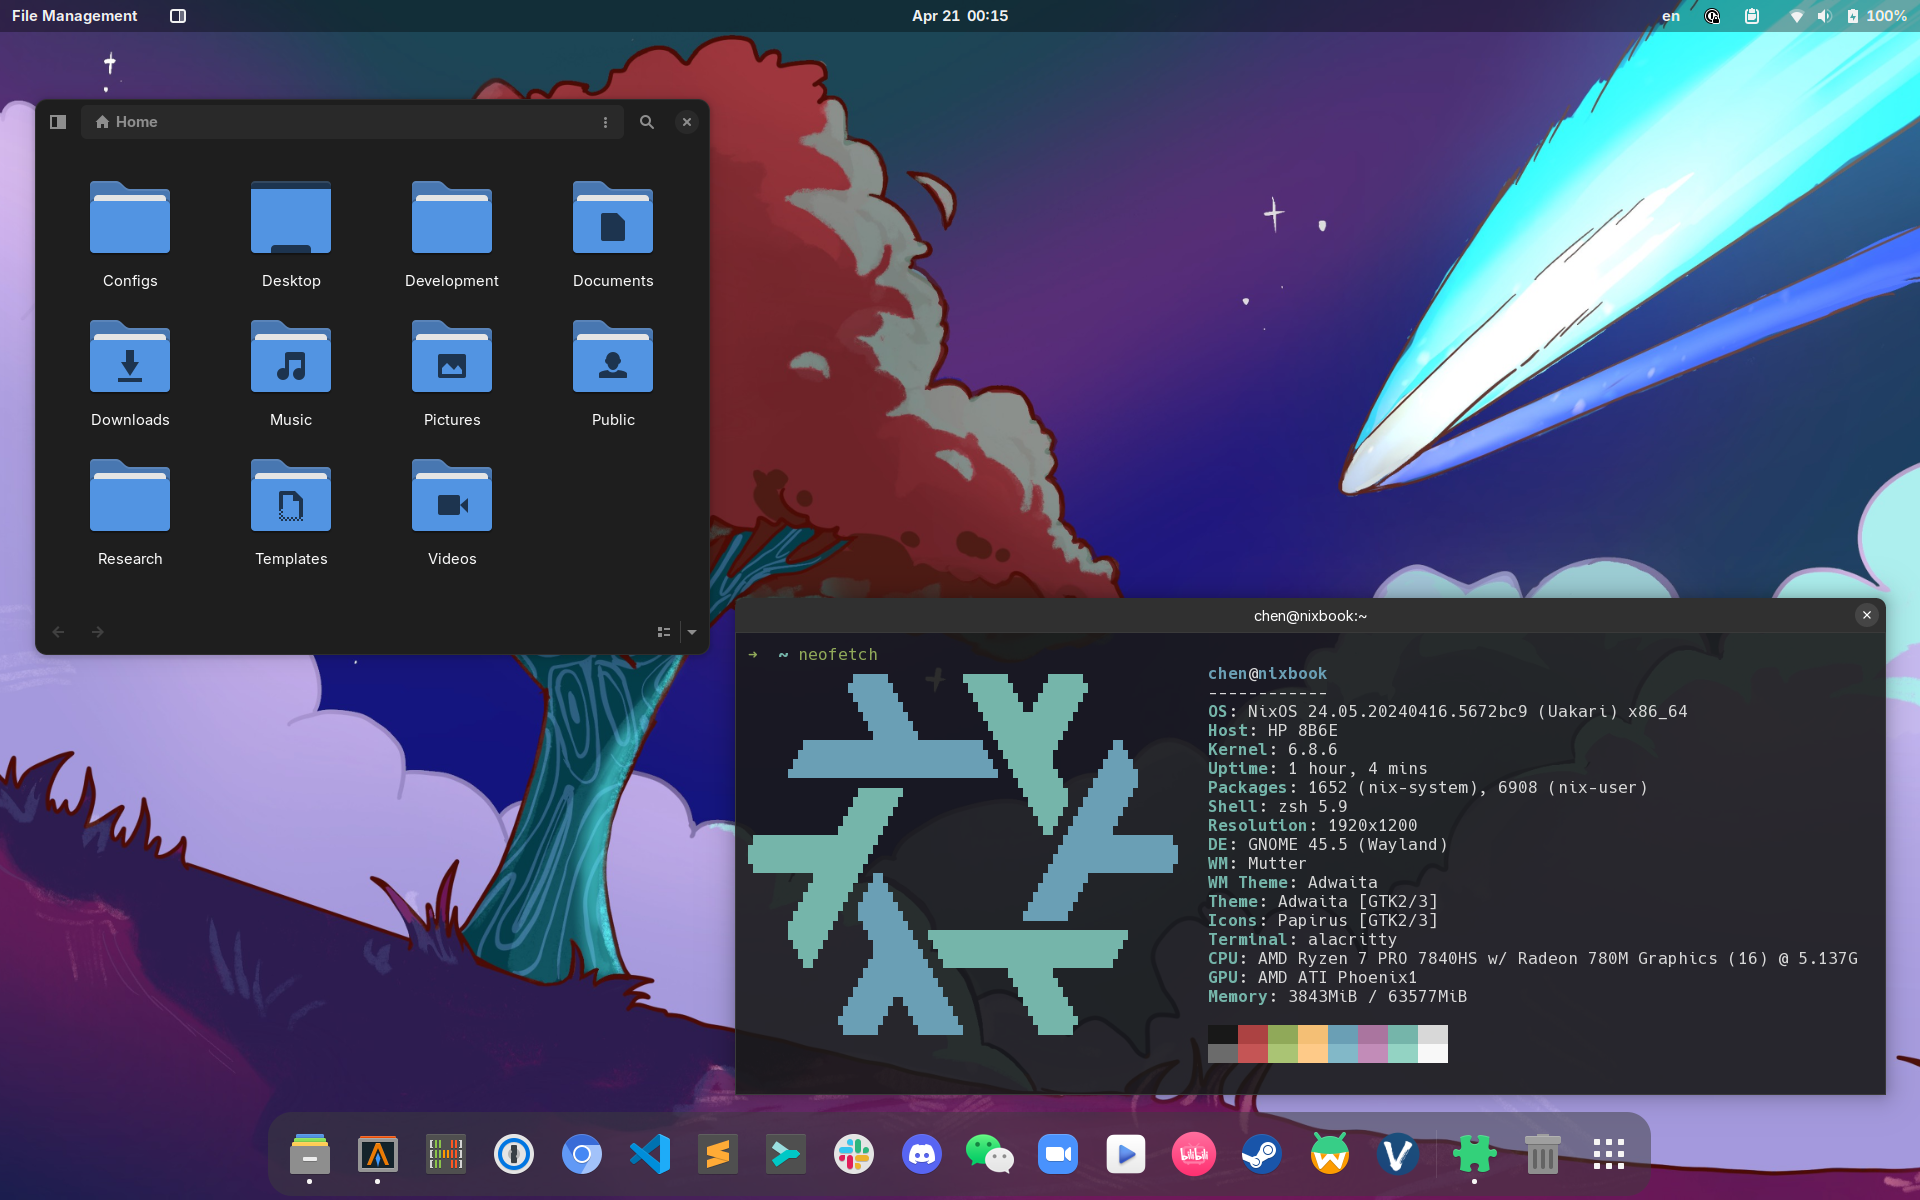 File Management
Apr 21 00:15
en
100%
Home
Configs
Desktop
Development
Documents
Downloads
Music
Pictures
Public
Research
Templates
Videos
chen@nixbook:~
➜ ~ neofetch
chen@nixbook
------------
OS: NixOS 24.05.20240416.5672bc9 (Uakari) x86_64
Host: HP 8B6E
Kernel: 6.8.6
Uptime: 1 hour, 4 mins
Packages: 1652 (nix-system), 6908 (nix-user)
Shell: zsh 5.9
Resolution: 1920x1200
DE: GNOME 45.5 (Wayland)
WM: Mutter
WM Theme: Adwaita
Theme: Adwaita [GTK2/3]
Icons: Papirus [GTK2/3]
Terminal: alacritty
CPU: AMD Ryzen 7 PRO 7840HS w/ Radeon 780M Graphics (16) @ 5.137G
GPU: AMD ATI Phoenix1
Memory: 3843MiB / 63577MiB
bilibili